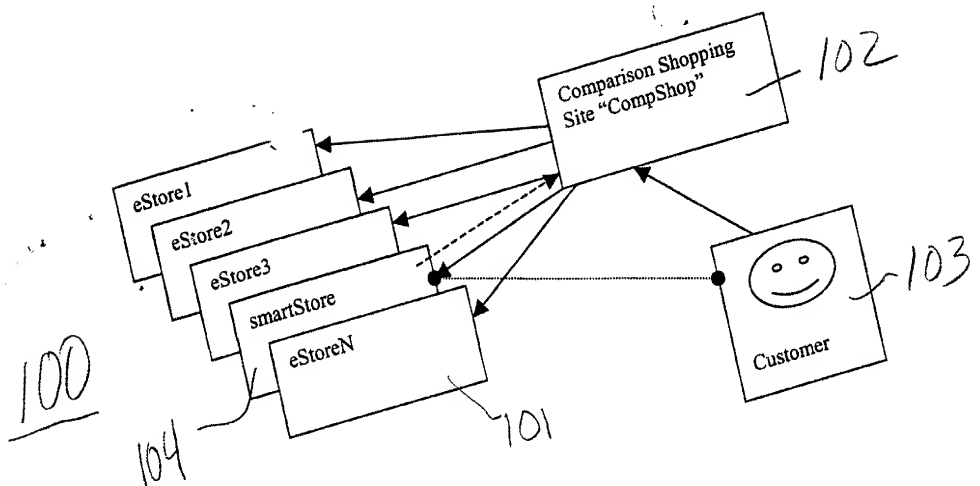 Comparison Shopping
Site “CompShop”
102
eStore1
eStore2
eStore3
smartStore
eStoreN
103
Customer
100
104
101